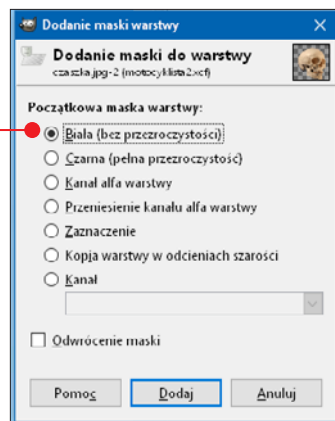 Dodanie maski warstwy
Dodanie maski do warstwy
czaszka.jpg-2 (motocyklista2.xcf)
Początkowa maska warstwy:
Biała (bez przezroczystości)
Czarna (pełna przezroczystość)
Kanał alfa warstwy
Przeniesienie kanału alfa warstwy
Zaznaczenie
Kopja warstwy w odcieniach szarości
Kanał
Odwrócenie maski
Pomoc Dodaj Anuluj